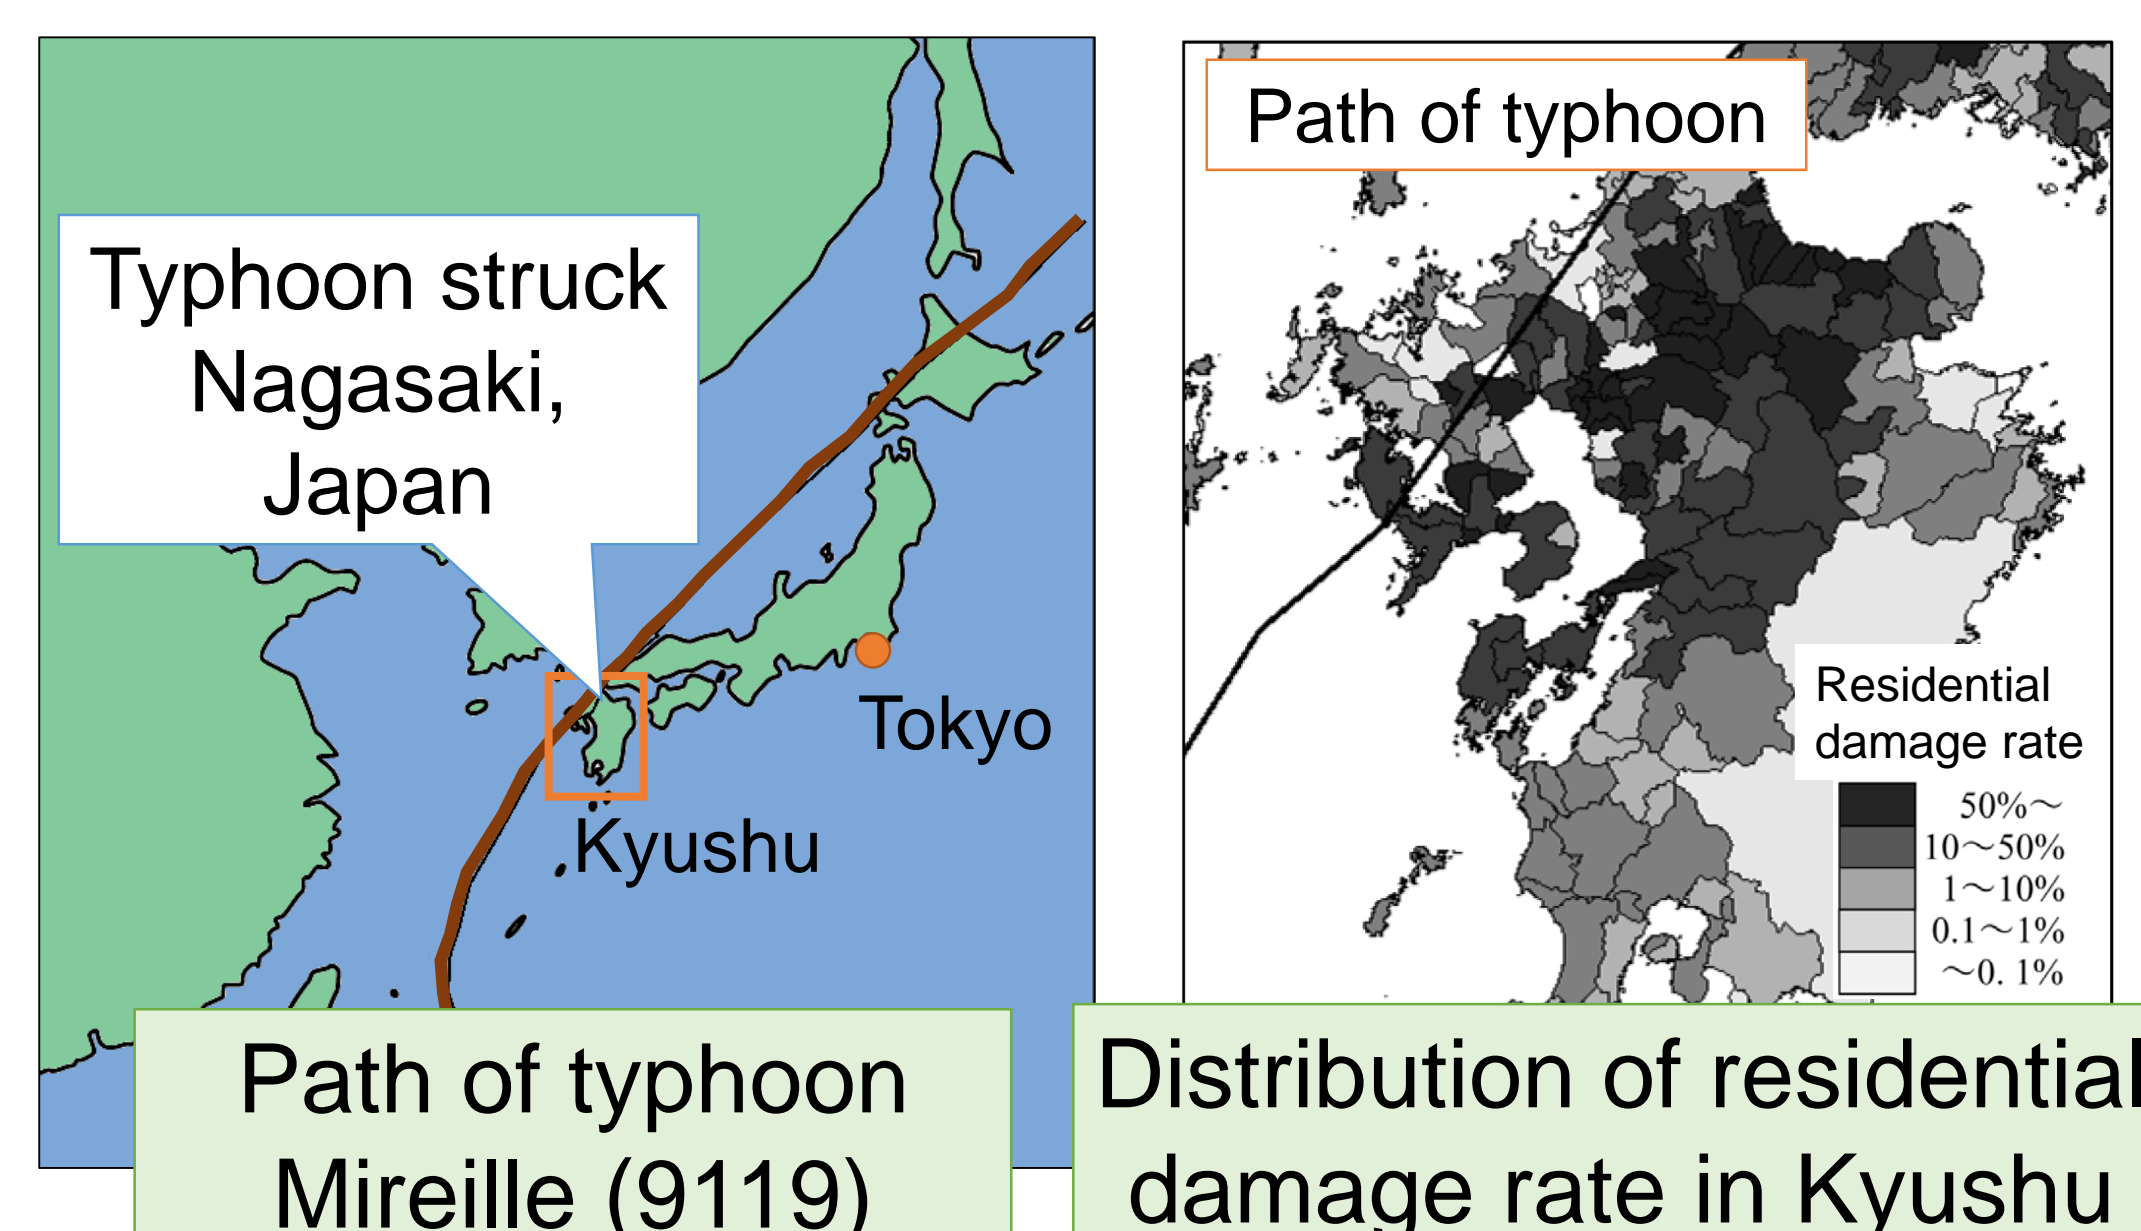 Typhoon struck
Nagasaki,
Japan
Tokyo
Kyushu
Path of typhoon
Mireille (9119)
Path of typhoon
Residential
damage rate
50%～
10～50%
1～10%
0.1～1%
～0. 1%
Distribution of residential
damage rate in Kyushu